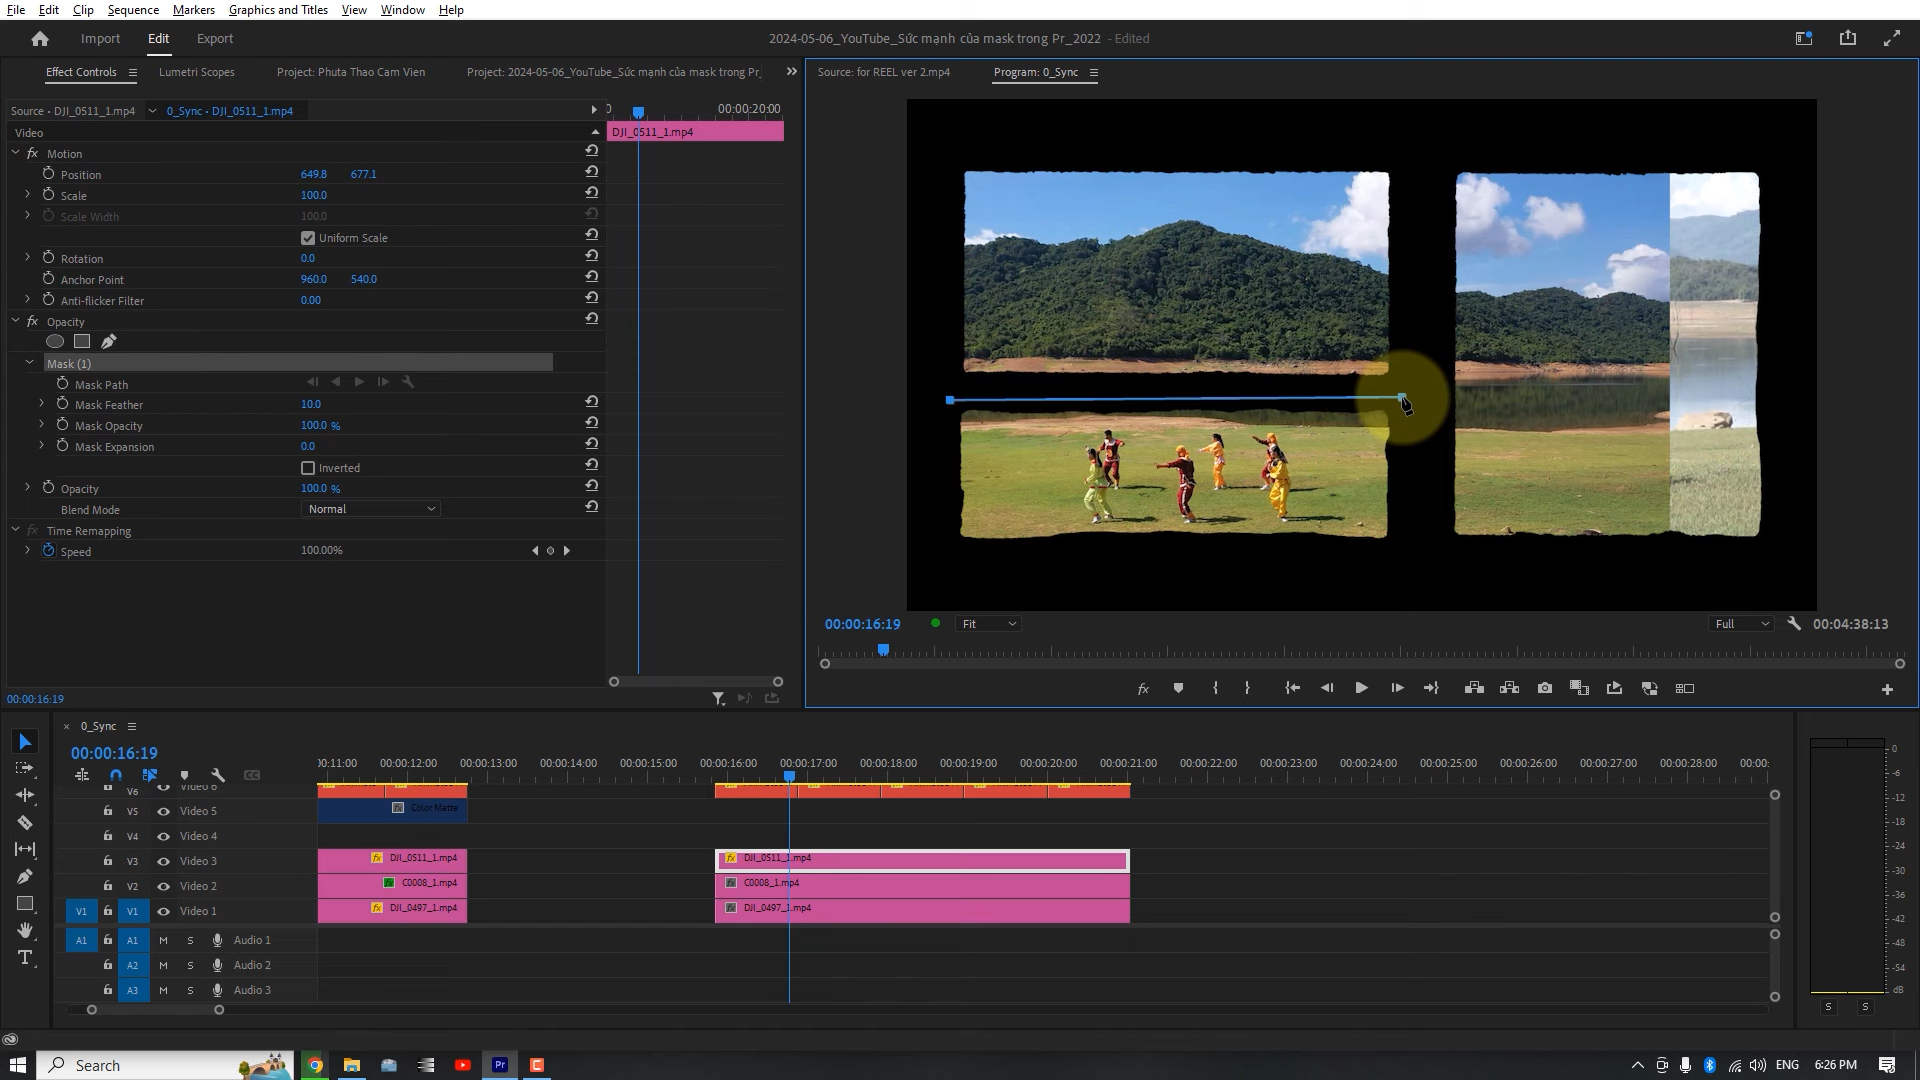 File Edit Clip Sequence Markers Graphics and Titles View Window Help
Import Edit Export 2024-05-06_YouTube_Sức mạnh của mask trong Pr_2022 - Edited
Effect Controls Lumetri Scopes Project: Phuta Thao Cam Vien Project: 2024-05-06_YouTube_Sức mạnh của mask trong Pr_
Source: for REEL ver 2.mp4 Program: 0_Sync
Source • DJI_0511_1.mp4 0_Sync • DJI_0511_1.mp4 00:00:20:00
Video DJI_0511_1.mp4
fx Motion
Position 649.8 677.1
Scale 100.0
Scale Width 100.0
Uniform Scale
Rotation 0.0
Anchor Point 960.0 540.0
Anti-flicker Filter 0.00
fx Opacity
Mask (1)
Mask Path
Mask Feather 10.0
Mask Opacity 100.0 %
Mask Expansion 0.0
Inverted
Opacity 100.0 %
Blend Mode Normal
fx Time Remapping
Speed 100.00%
00:00:16:19 Fit Full 00:04:38:13
fx
00:00:16:19
0_Sync
00:00:16:19
0:11:00 00:00:12:00 00:00:13:00 00:00:14:00 00:00:15:00 00:00:16:00 00:00:17:00 00:00:18:00 00:00:19:00 00:00:20:00 00:00:21:00 00:00:22:00 00:00:23:00 00:00:24:00 00:00:25:00 00:00:26:00 00:00:27:00 00:00:28:00 00:00:
V6 Video 6
V5 Video 5 Color Matte
V4 Video 4
V3 Video 3 fx DJI_0511_1.mp4 fx DJI_0511_1.mp4
V2 Video 2 fx C0008_1.mp4 fx C0008_1.mp4
V1 V1 Video 1 fx DJI_0497_1.mp4 fx DJI_0497_1.mp4
A1 A1 M S Audio 1
A2 M S Audio 2
A3 M S Audio 3
0
-6
-12
-18
-24
-30
-36
-42
-48
-54
dB
S S
Search Pr ENG 6:26 PM